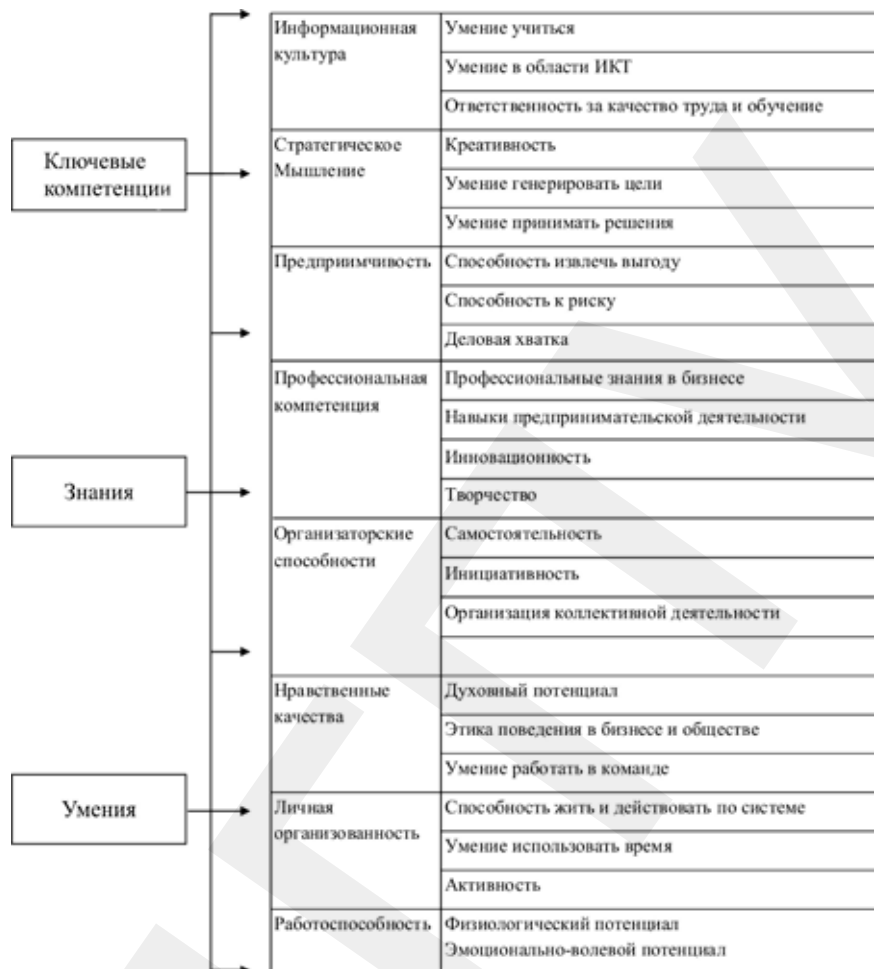 Ключевые
компетенции
Знания
Умения
Информационная
культура
Умение учиться
Умение в области ИКТ
Ответственность за качество труда и обучение
Стратегическое
Мышление
Креативность
Умение генерировать цели
Умение принимать решения
Предприимчивость
Способность извлечь выгоду
Способность к риску
Деловая хватка
Профессиональная
компетенция
Профессиональные знания в бизнесе
Навыки предпринимательской деятельности
Инновационность
Творчество
Организаторские
способности
Самостоятельность
Инициативность
Организация коллективной деятельности
Нравственные
качества
Духовный потенциал
Этика поведения в бизнесе и обществе
Умение работать в команде
Личная
организованность
Способность жить и действовать по системе
Умение использовать время
Активность
Работоспособность
Физиологический потенциал
Эмоционально-волевой потенциал